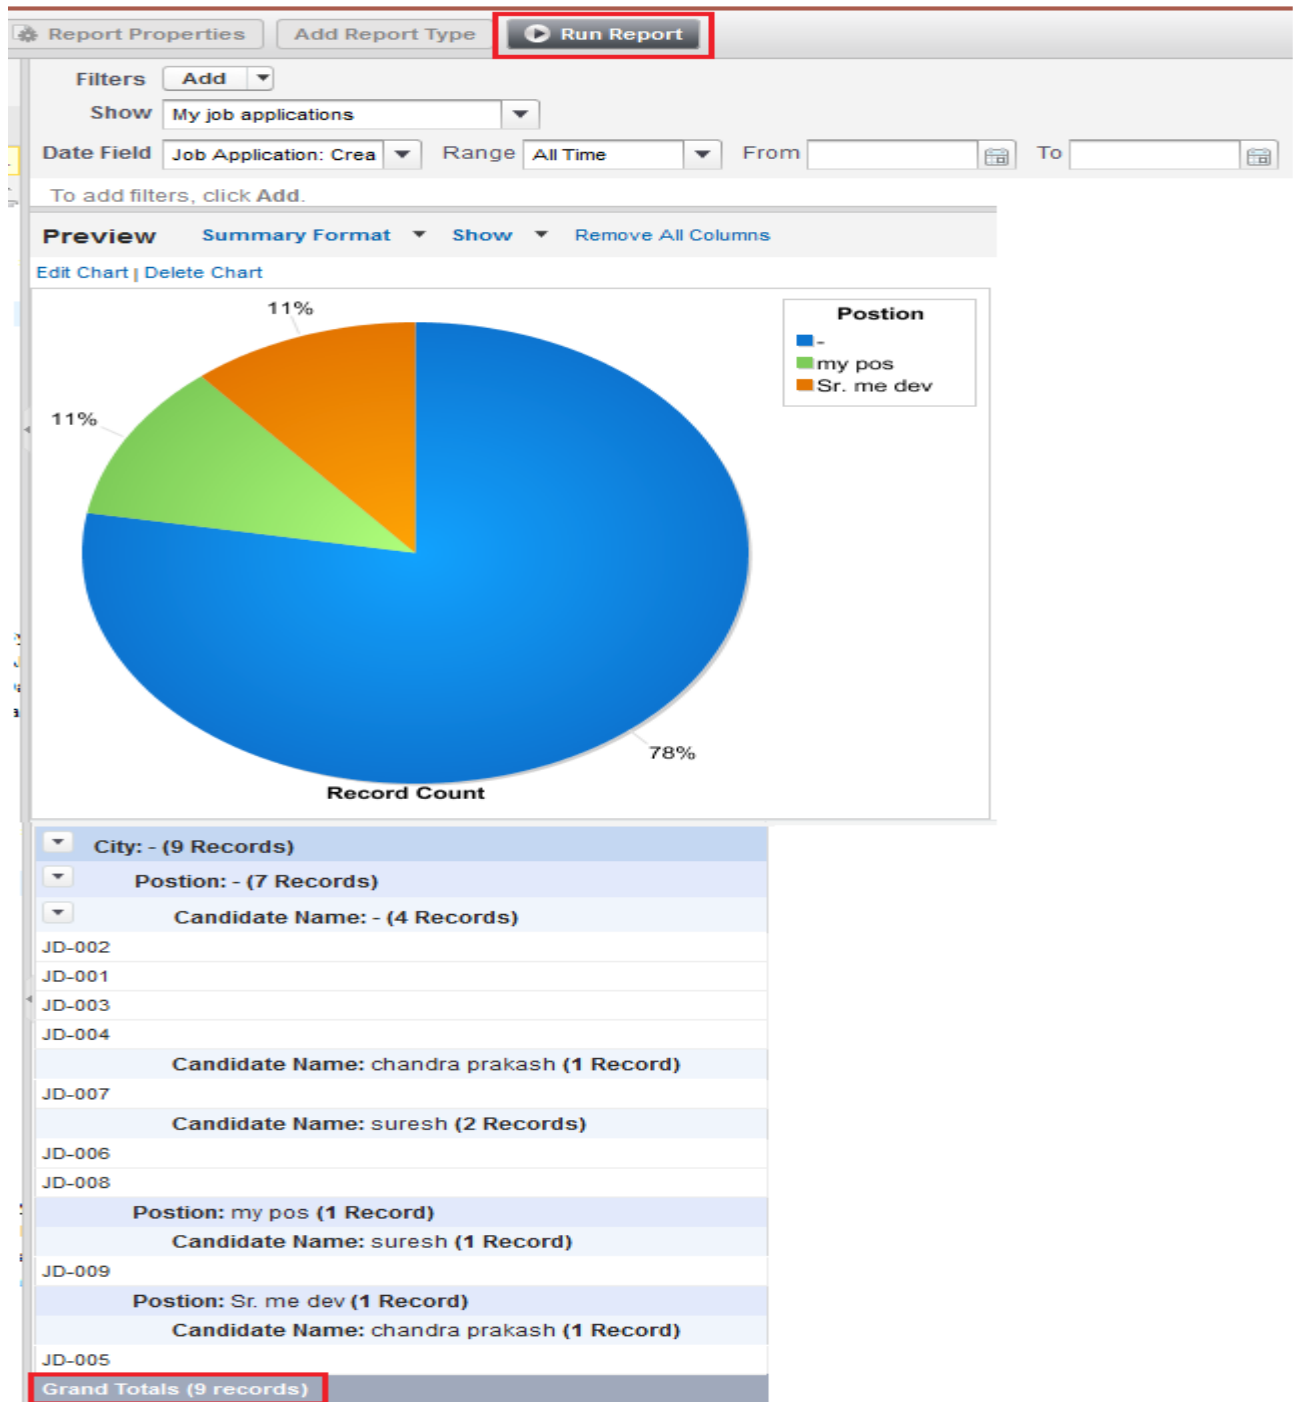 Report Properties Add Report Type Run Report
Filters Add
Show My job applications
Date Field Job Application: Crea Range All Time From To
To add filters, click Add.
Preview Summary Format Show Remove All Columns
Edit Chart | Delete Chart
11%
Postion
-
my pos
Sr. me dev
11%
78%
Record Count
City: - (9 Records)
Postion: - (7 Records)
Candidate Name: - (4 Records)
JD-002
JD-001
JD-003
JD-004
Candidate Name: chandra prakash (1 Record)
JD-007
Candidate Name: suresh (2 Records)
JD-006
JD-008
Postion: my pos (1 Record)
Candidate Name: suresh (1 Record)
JD-009
Postion: Sr. me dev (1 Record)
Candidate Name: chandra prakash (1 Record)
JD-005
Grand Totals (9 records)